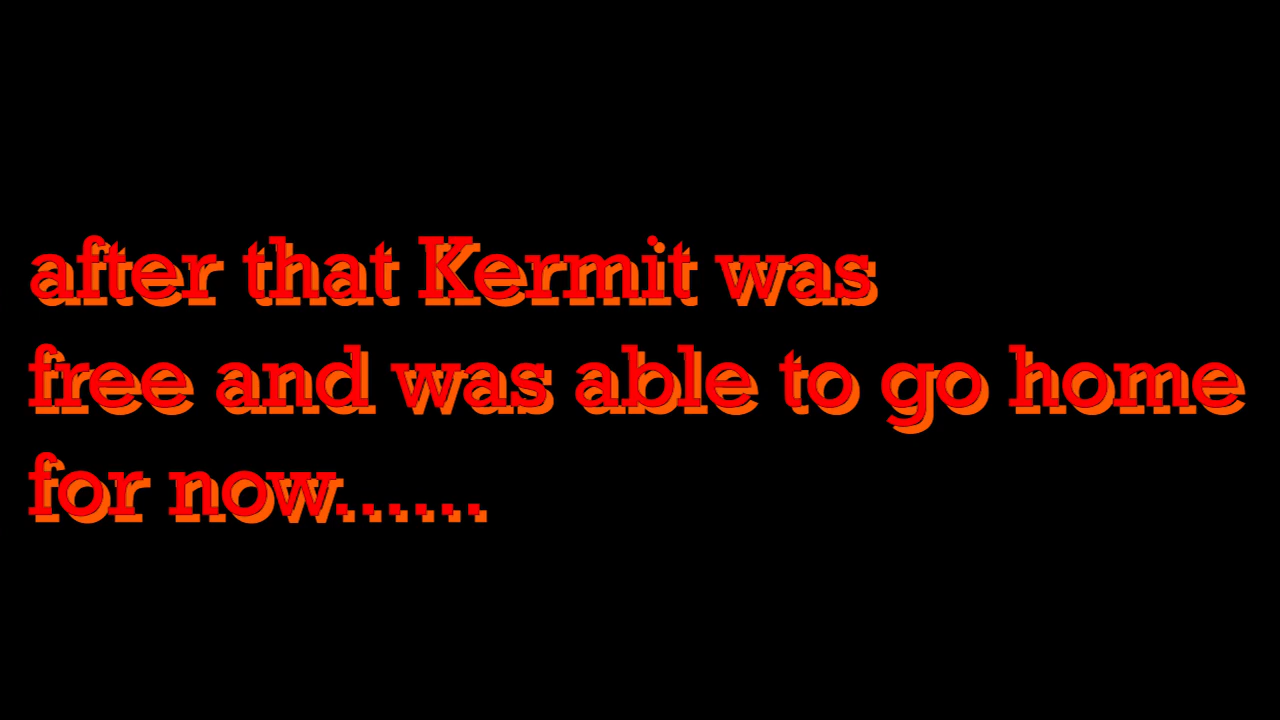 after that Kermit was
free and was able to go home
for now......